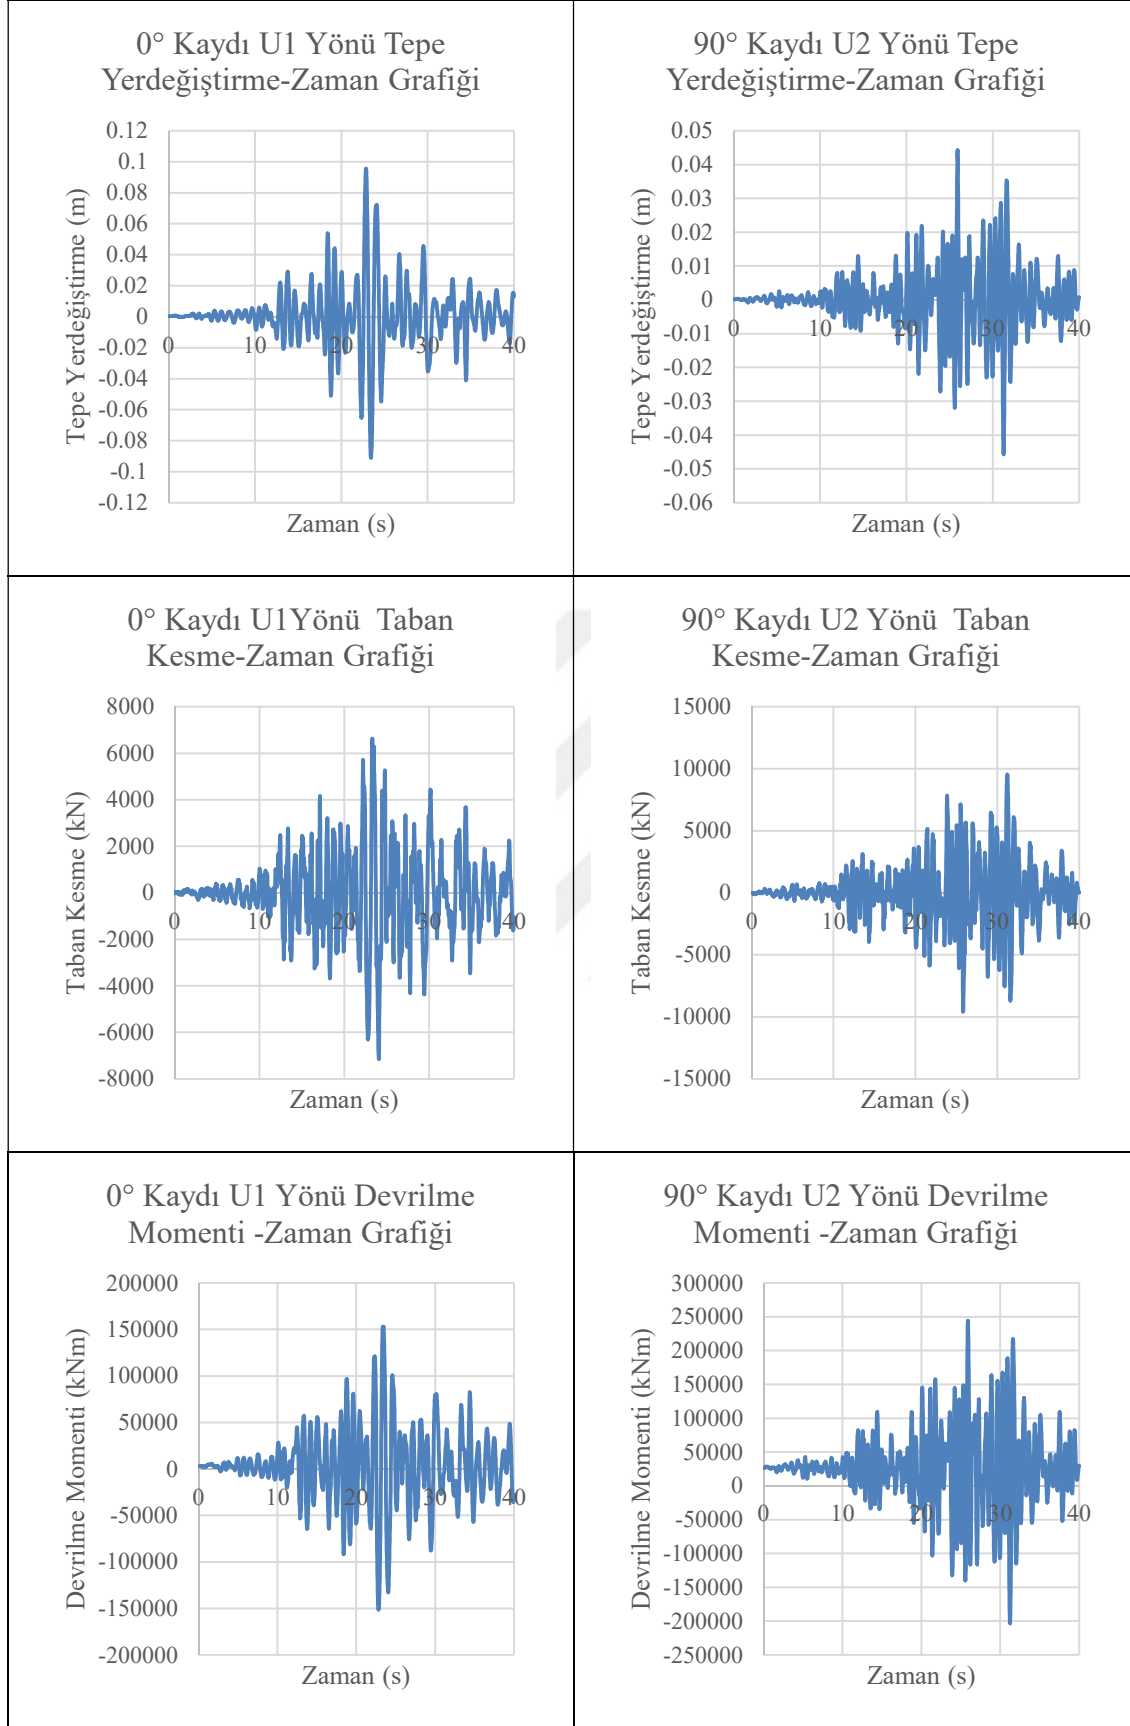 0° Kaydı U1 Yönü Tepe
Yerdeğiştirme-Zaman Grafiği
0.12
0.1
0.08
0.06
0.04
0.02
0
-0.02
-0.04
-0.06
-0.08
-0.1
-0.12
0 10 20 30 40
Tepe Yerdeğiştirme (m)
Zaman (s)
90° Kaydı U2 Yönü Tepe
Yerdeğiştirme-Zaman Grafiği
0.05
0.04
0.03
0.02
0.01
0
-0.01
-0.02
-0.03
-0.04
-0.05
-0.06
0 10 20 30 40
Tepe Yerdeğiştirme (m)
Zaman (s)
0° Kaydı U1Yönü Taban
Kesme-Zaman Grafiği
8000
6000
4000
2000
0
-2000
-4000
-6000
-8000
0 10 20 30 40
Taban Kesme (kN)
Zaman (s)
90° Kaydı U2 Yönü Taban
Kesme-Zaman Grafiği
15000
10000
5000
0
-5000
-10000
-15000
0 10 20 30 40
Taban Kesme (kN)
Zaman (s)
0° Kaydı U1 Yönü Devrilme
Momenti -Zaman Grafiği
200000
150000
100000
50000
0
-50000
-100000
-150000
-200000
0 10 20 30 40
Devrilme Momenti (kNm)
Zaman (s)
90° Kaydı U2 Yönü Devrilme
Momenti -Zaman Grafiği
300000
250000
200000
150000
100000
50000
0
-50000
-100000
-150000
-200000
-250000
0 10 20 30 40
Devrilme Momenti (kNm)
Zaman (s)